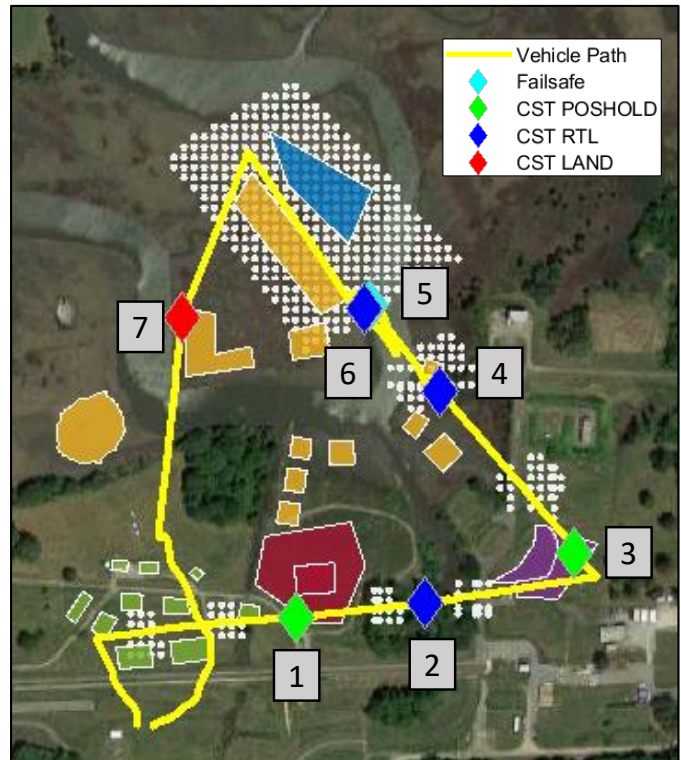 Vehicle Path
Failsafe
CST POSHOLD
CST RTL
CST LAND
5
7
6
4
3
1
2